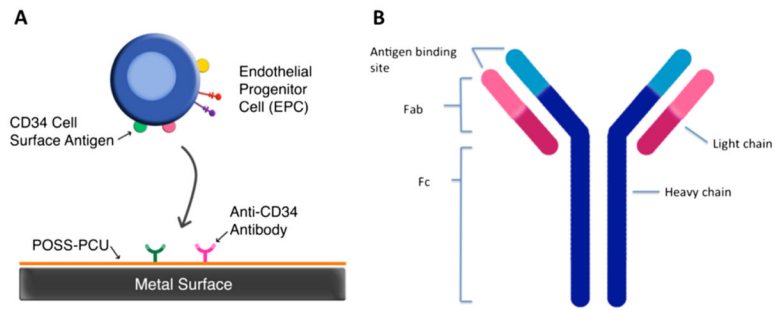 A
Endothelial
Progenitor
Cell (EPC)
CD34 Cell
Surface Antigen
Anti-CD34
Antibody
POSS-PCU
Metal Surface
B
Antigen binding
site
Fab
Light chain
Fc
Heavy chain